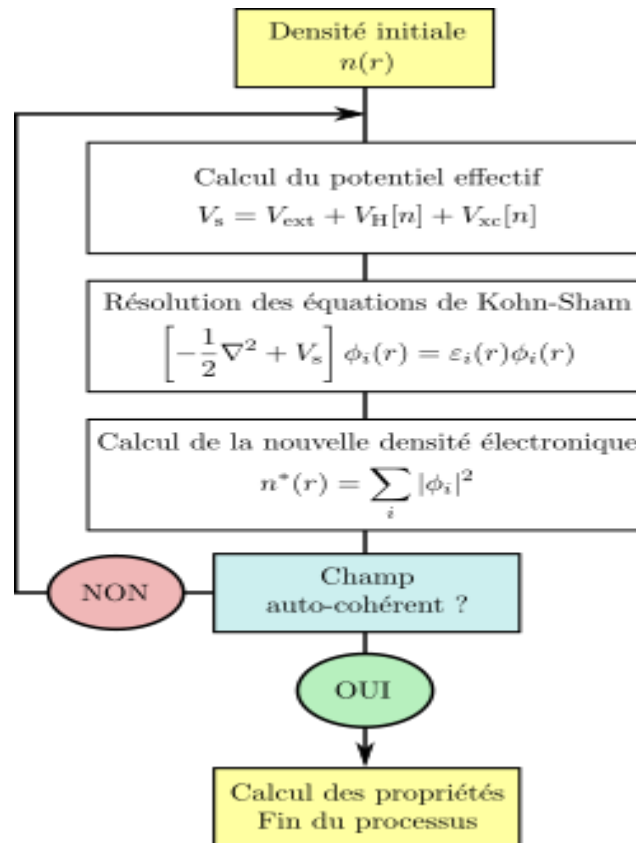 Densité initiale
n(r)
Calcul du potentiel effectif
V_s = V_ext + V_H[n] + V_xc[n]
Résolution des équations de Kohn-Sham
[−1/2 ∇² + V_s] ϕ_i(r) = ε_i(r)ϕ_i(r)
Calcul de la nouvelle densité électronique
n*(r) = ∑_i |ϕ_i|²
NON
Champ
auto-cohérent ?
OUI
Calcul des propriétés
Fin du processus